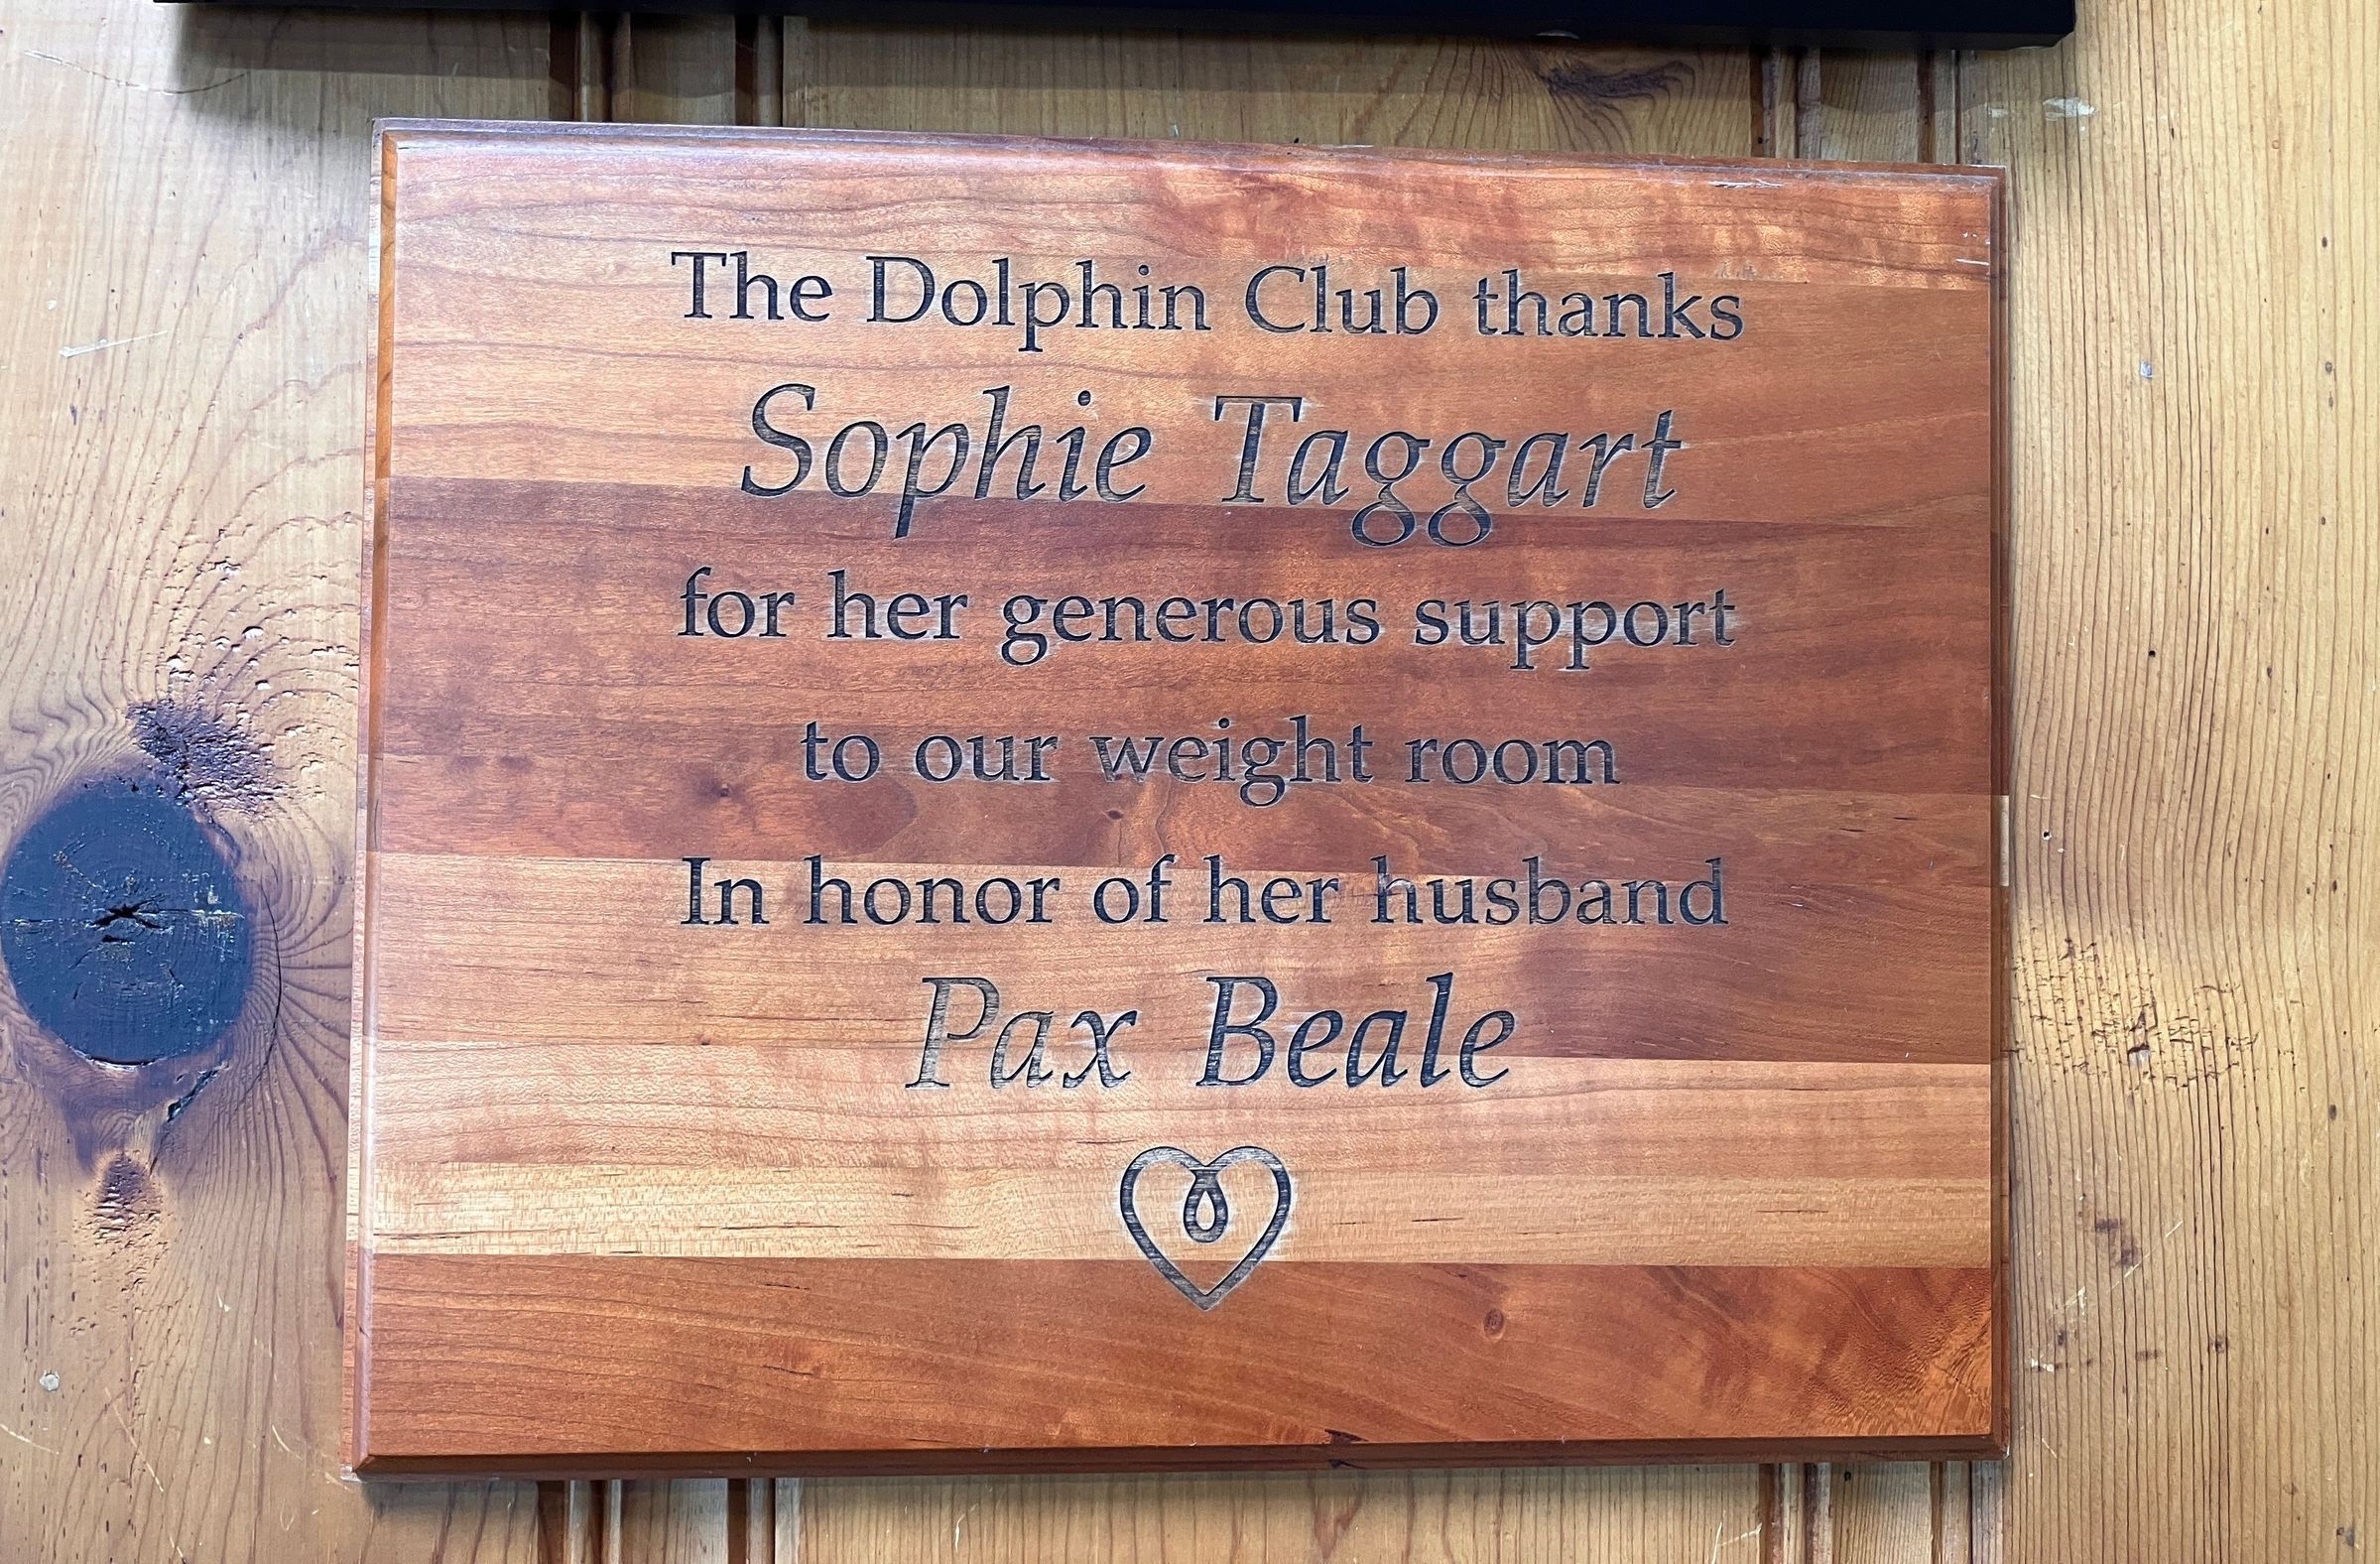 The Dolphin Club thanks
Sophie Taggart
for her generous support
to our weight room
In honor of her husband
Pax Beale